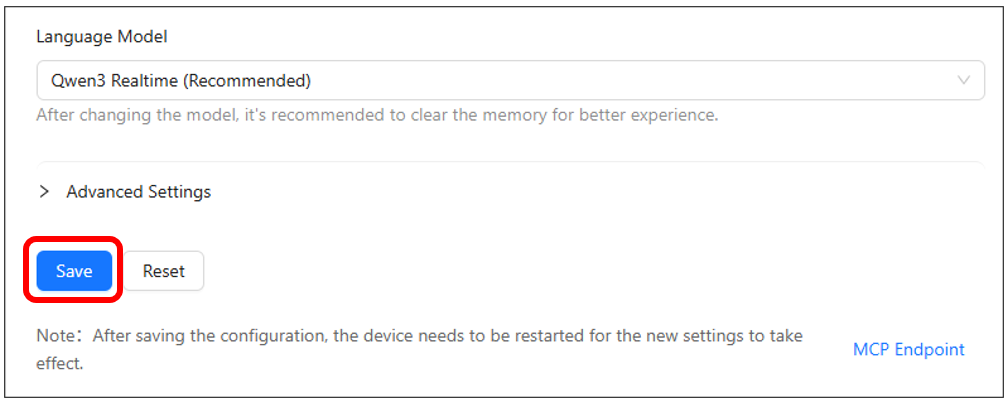 Language Model
Qwen3 Realtime (Recommended)
After changing the model, it's recommended to clear the memory for better experience.
Advanced Settings
Save
Reset
Note： After saving the configuration, the device needs to be restarted for the new settings to take
effect.
MCP Endpoint